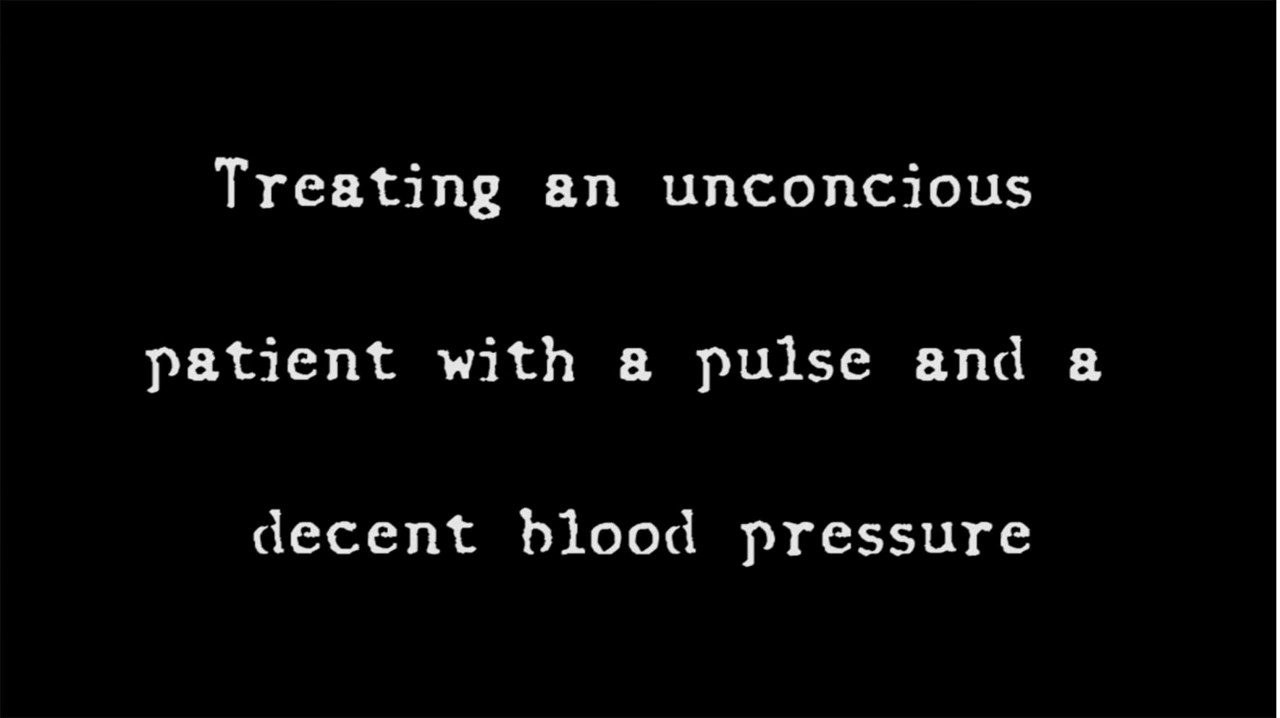 Treating an unconcious
patient with a pulse and a
decent blood pressure